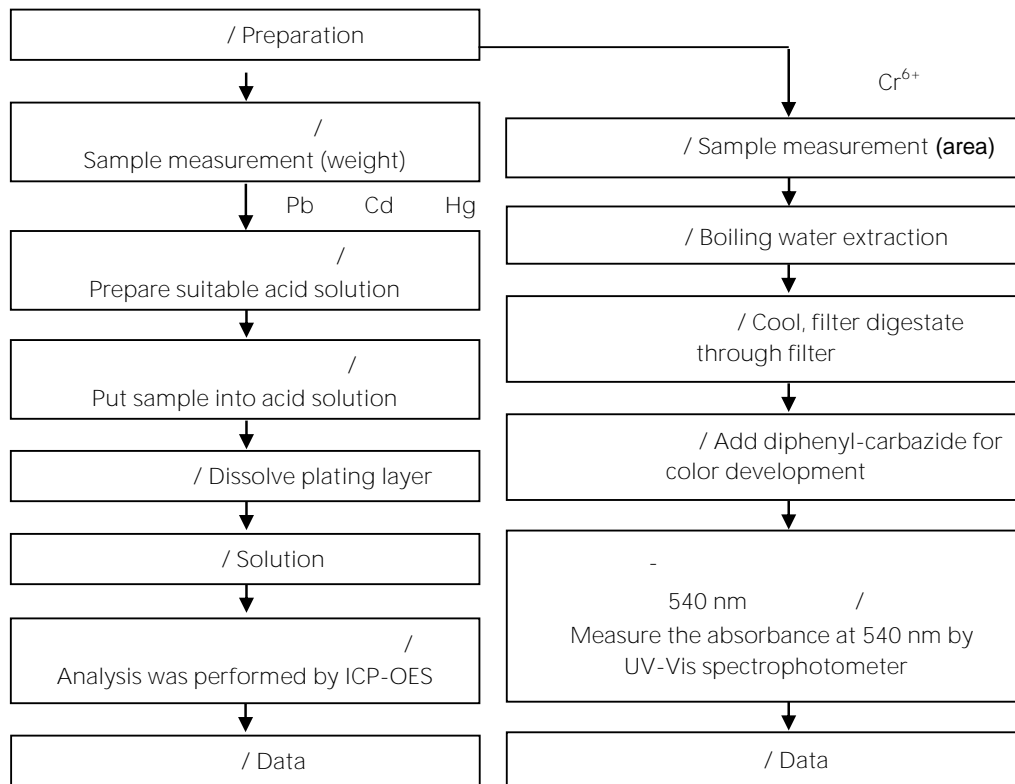 / Preparation
/
Sample measurement (weight)
Pb Cd Hg
/
Prepare suitable acid solution
/
Put sample into acid solution
/ Dissolve plating layer
/ Solution
/
Analysis was performed by ICP-OES
/ Data
Cr6+
/ Sample measurement (area)
/ Boiling water extraction
/ Cool, filter digestate
through filter
/ Add diphenyl-carbazide for
color development
-
540 nm /
Measure the absorbance at 540 nm by
UV-Vis spectrophotometer
/ Data